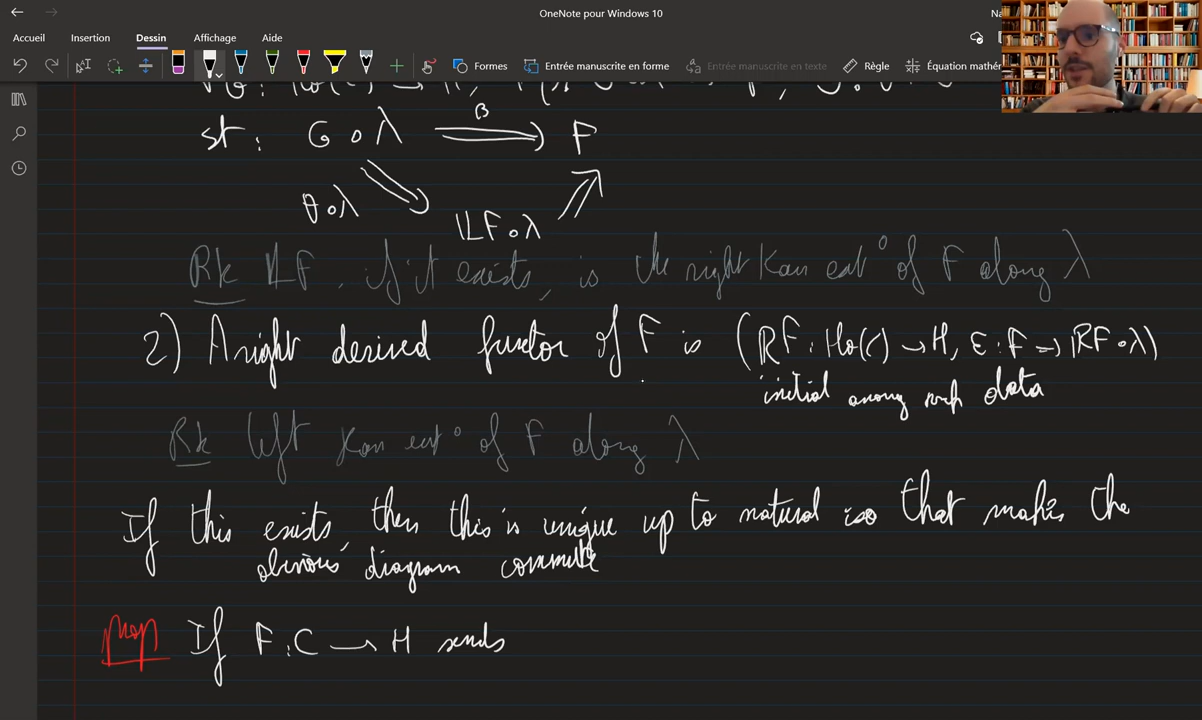 OneNote pour Windows 10
Accueil Insertion Dessin Affichage Aide
Formes Entrée manuscrite en forme Entrée manuscrite en texte Règle Équation mathé
st: G∘λ ⟹ F
β
θ∘λ
𝕃F∘λ
Rk 𝕃F, if it exists, is the right Kan ext° of F along λ
2) A right derived functor of F is (ℝF : Ho(C) → H, ε : F ⟹ ℝF∘λ)
initial among such data
Rk left Kan ext° of F along λ
If this exists, then this is unique up to natural iso that makes the
obvious diagram commute
Prop If F : C → H sends